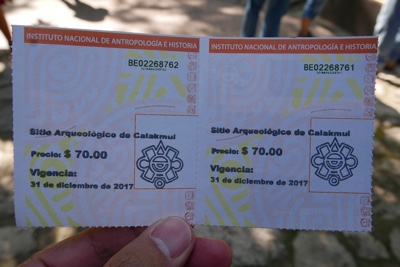 INSTITUTO NACIONAL DE ANTROPOLOGÍA E HISTORIA
BE02268762
Sitio Arqueológico de Calakmul
Precio: $ 70.00
Vigencia:
31 de diciembre de 2017
INSTITUTO NACIONAL DE ANTROPOLOGÍA E HISTORIA
BE02268761
Sitio Arqueológico de Calakmul
Precio: $ 70.00
Vigencia:
31 de diciembre de 2017